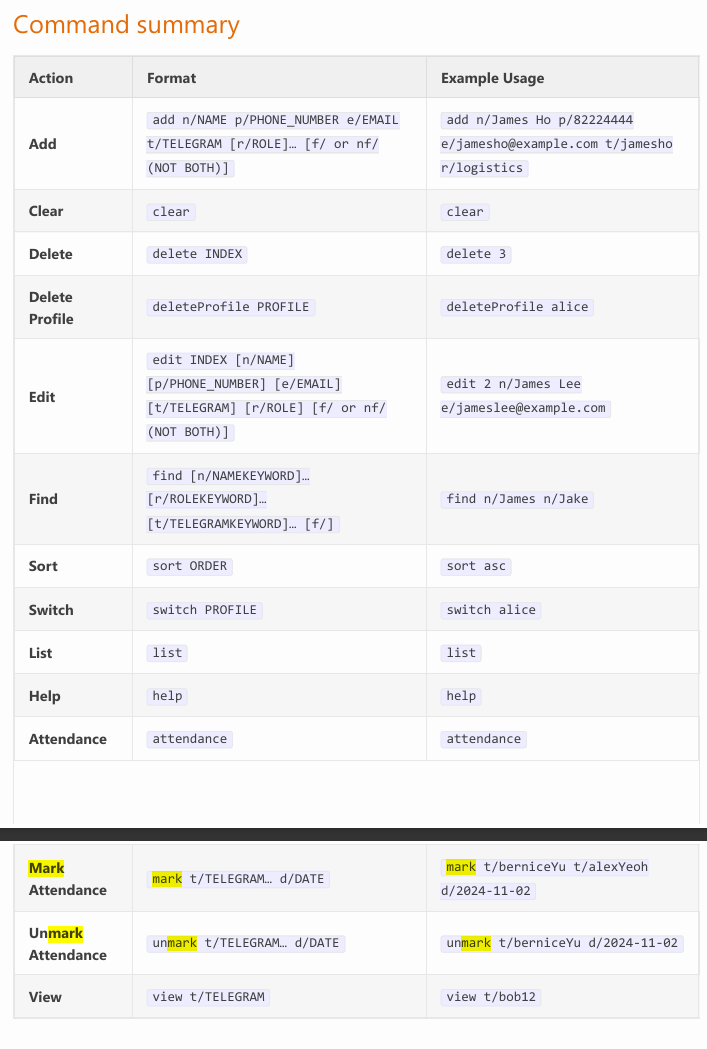 Command summary
Action Format Example Usage
Add
add n/NAME p/PHONE_NUMBER e/EMAIL
t/TELEGRAM [r/ROLE]… [f/ or nf/
(NOT BOTH)]
add n/James Ho p/82224444
e/jamesho@example.com t/jamesho
r/logistics
Clear clear clear
Delete delete INDEX delete 3
Delete
Profile
deleteProfile PROFILE
deleteProfile alice
Edit
edit INDEX [n/NAME]
[p/PHONE_NUMBER] [e/EMAIL]
[t/TELEGRAM] [r/ROLE] [f/ or nf/
(NOT BOTH)]
edit 2 n/James Lee
e/jameslee@example.com
Find
find [n/NAMEKEYWORD]…
[r/ROLEKEYWORD]…
[t/TELEGRAMKEYWORD]… [f/]
find n/James n/Jake
Sort sort ORDER sort asc
Switch switch PROFILE switch alice
List list list
Help help help
Attendance attendance attendance
Mark
Attendance
mark t/TELEGRAM… d/DATE
mark t/berniceYu t/alexYeoh
d/2024-11-02
Unmark
Attendance
unmark t/TELEGRAM… d/DATE
unmark t/berniceYu d/2024-11-02
View view t/TELEGRAM view t/bob12